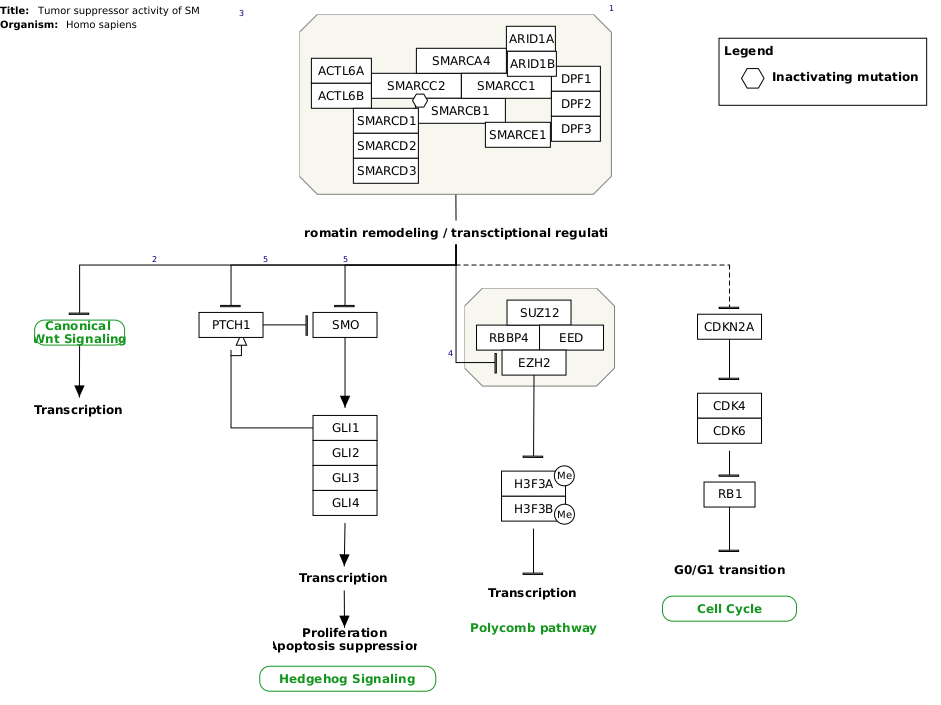 Title: Tumor suppressor activity of SM
Organism: Homo sapiens
3
1
Legend
Inactivating mutation
ARID1A
ARID1B
SMARCA4
ACTL6A
ACTL6B
SMARCC2
SMARCC1
DPF1
DPF2
DPF3
SMARCB1
SMARCD1
SMARCD2
SMARCD3
SMARCE1
romatin remodeling / transctiptional regulati
2
5
5
4
Canonical
Wnt Signaling
Transcription
PTCH1
SMO
GLI1
GLI2
GLI3
GLI4
Transcription
Proliferation
Apoptosis suppression
Hedgehog Signaling
SUZ12
RBBP4
EED
EZH2
H3F3A
Me
H3F3B
Me
Transcription
Polycomb pathway
CDKN2A
CDK4
CDK6
RB1
G0/G1 transition
Cell Cycle